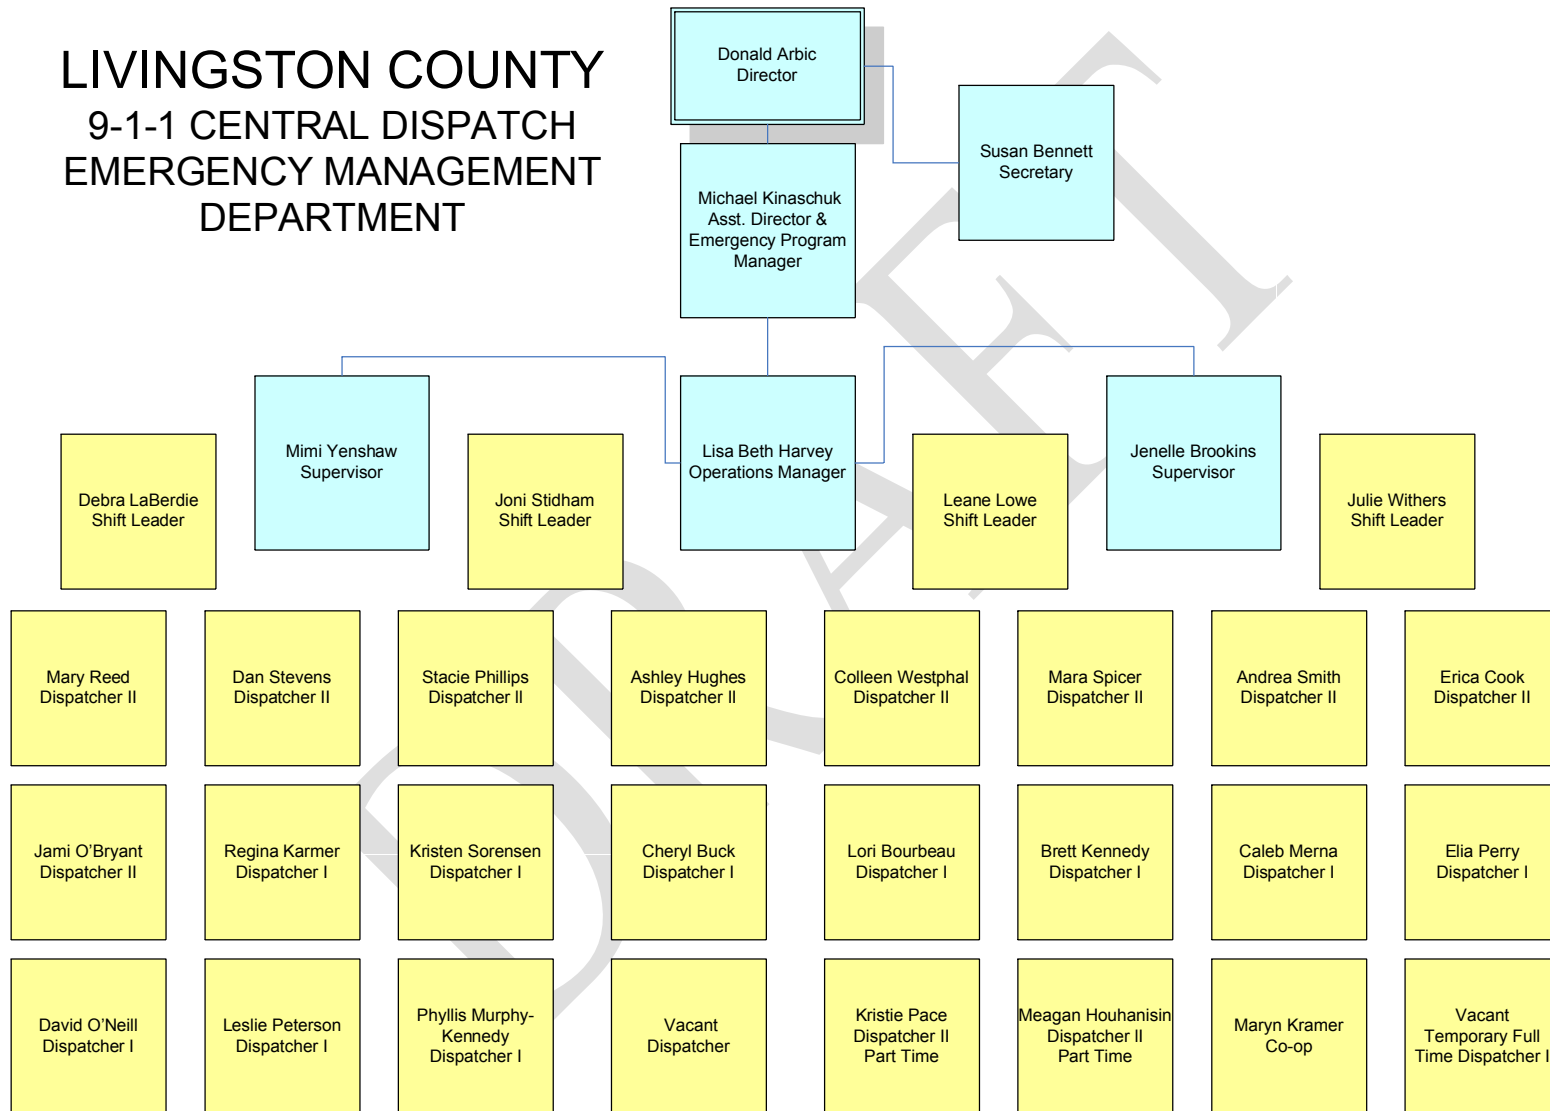 LIVINGSTON COUNTY
9-1-1 CENTRAL DISPATCH
EMERGENCY MANAGEMENT
DEPARTMENT
Donald Arbic
Director
Susan Bennett
Secretary
Michael Kinaschuk
Asst. Director &
Emergency Program
Manager
Mimi Yenshaw
Supervisor
Lisa Beth Harvey
Operations Manager
Jenelle Brookins
Supervisor
Debra LaBerdie
Shift Leader
Joni Stidham
Shift Leader
Leane Lowe
Shift Leader
Julie Withers
Shift Leader
Mary Reed
Dispatcher II
Dan Stevens
Dispatcher II
Stacie Phillips
Dispatcher II
Ashley Hughes
Dispatcher II
Colleen Westphal
Dispatcher II
Mara Spicer
Dispatcher II
Andrea Smith
Dispatcher II
Erica Cook
Dispatcher II
Jami O’Bryant
Dispatcher II
Regina Karmer
Dispatcher I
Kristen Sorensen
Dispatcher I
Cheryl Buck
Dispatcher I
Lori Bourbeau
Dispatcher I
Brett Kennedy
Dispatcher I
Caleb Merna
Dispatcher I
Elia Perry
Dispatcher I
David O’Neill
Dispatcher I
Leslie Peterson
Dispatcher I
Phyllis Murphy-
Kennedy
Dispatcher I
Vacant
Dispatcher
Kristie Pace
Dispatcher II
Part Time
Meagan Houhanisin
Dispatcher II
Part Time
Maryn Kramer
Co-op
Vacant
Temporary Full
Time Dispatcher I
DRAFT